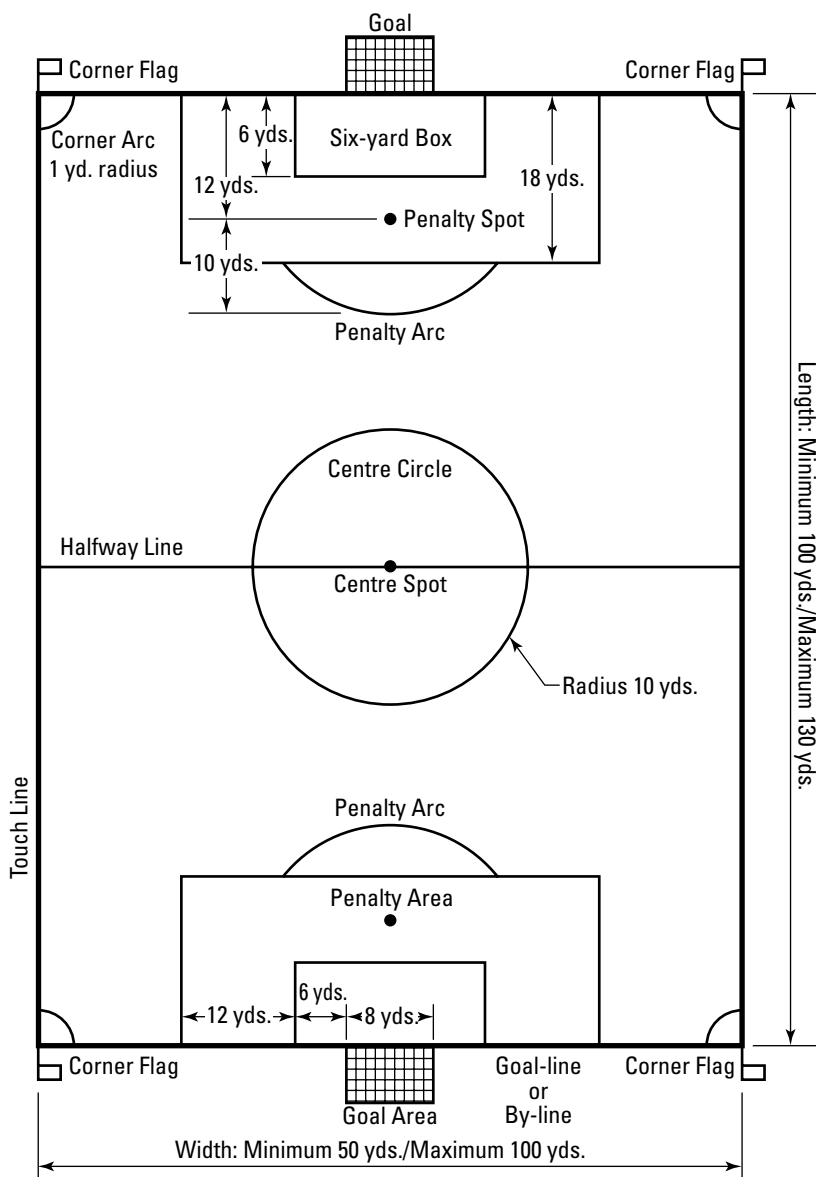 Goal
Corner Flag
Corner Flag
Corner Arc
1 yd. radius
6 yds.
Six-yard Box
12 yds.
18 yds.
Penalty Spot
10 yds.
Penalty Arc
Centre Circle
Halfway Line
Centre Spot
Radius 10 yds.
Length: Minimum 100 yds./Maximum 130 yds.
Touch Line
Penalty Arc
Penalty Area
6 yds.
12 yds.
8 yds.
Corner Flag
Goal Area
Goal-line
or
By-line
Corner Flag
Width: Minimum 50 yds./Maximum 100 yds.